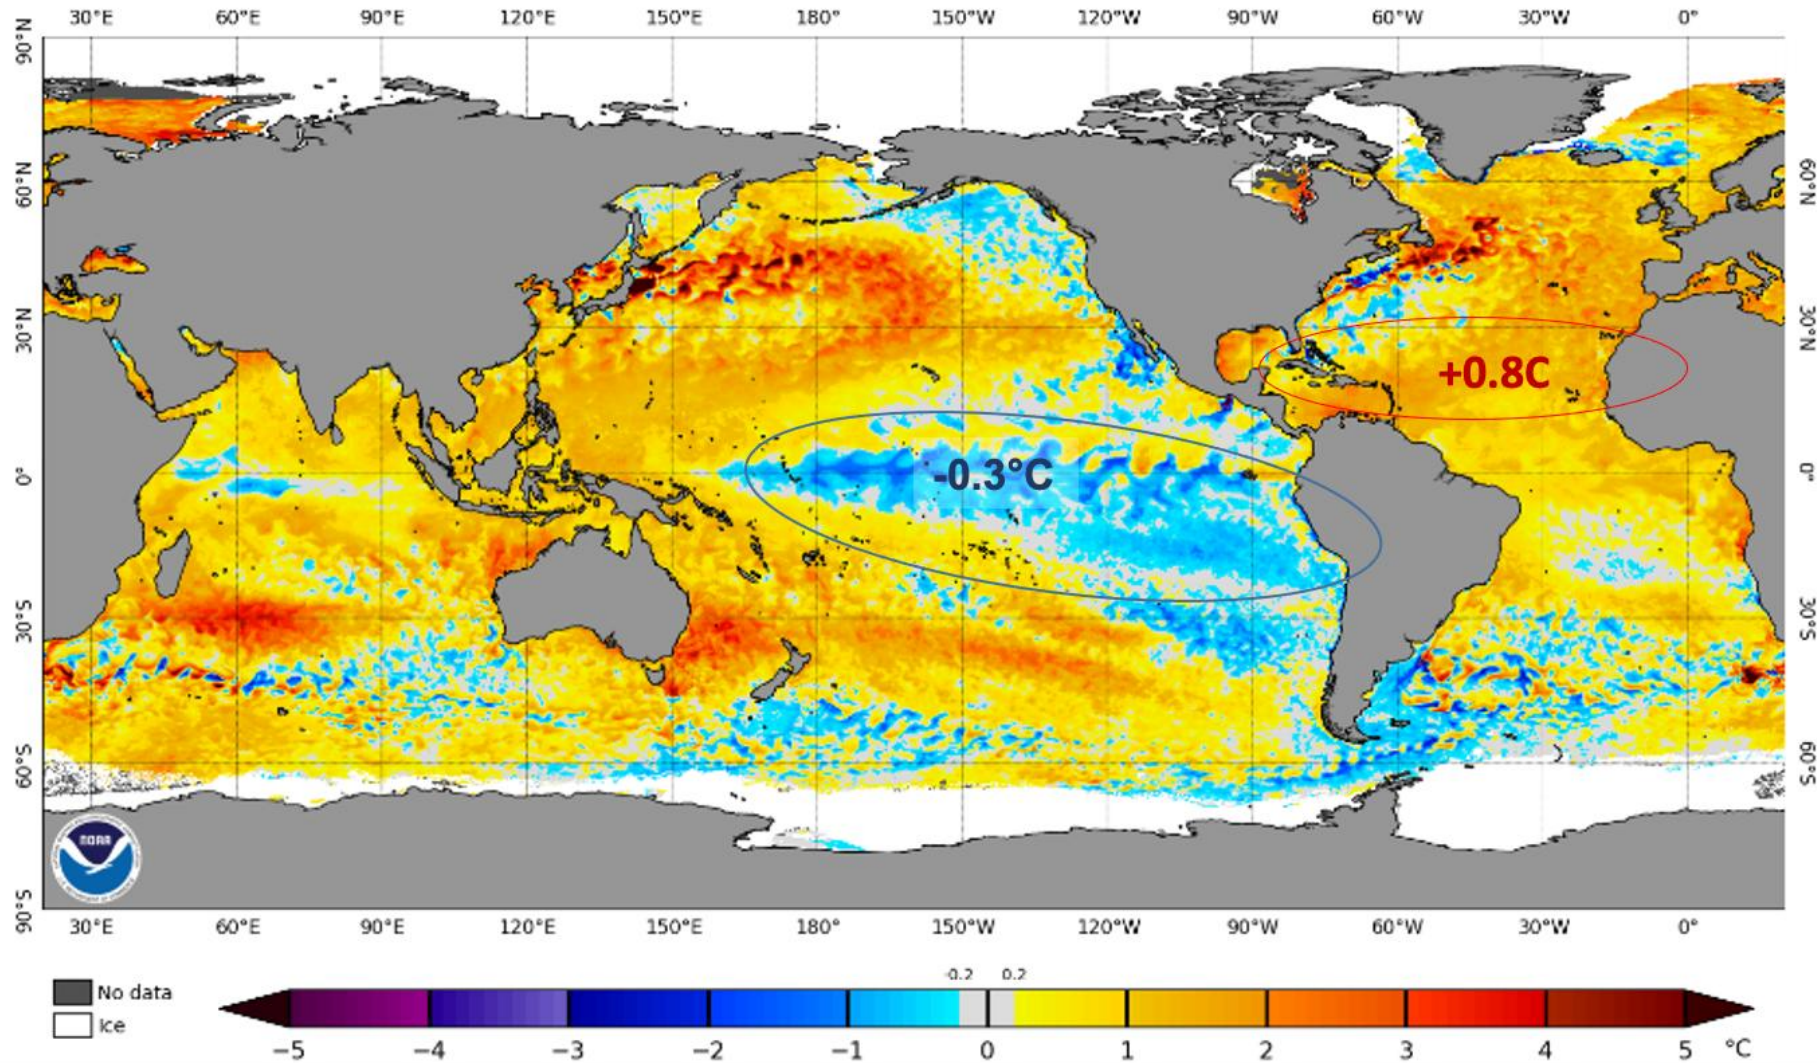 30°E 60°E 90°E 120°E 150°E 180° 150°W 120°W 90°W 60°W 30°W 0°
90°N
60°N 60°N
30°N 30°N
+0.8C
0° 0°
-0.3°C
30°S 30°S
60°S 60°S
NOAA
90°S
30°E 60°E 90°E 120°E 150°E 180° 150°W 120°W 90°W 60°W 30°W 0°
-0.2 0.2
No data
Ice
−5 −4 −3 −2 −1 0 1 2 3 4 5 °C